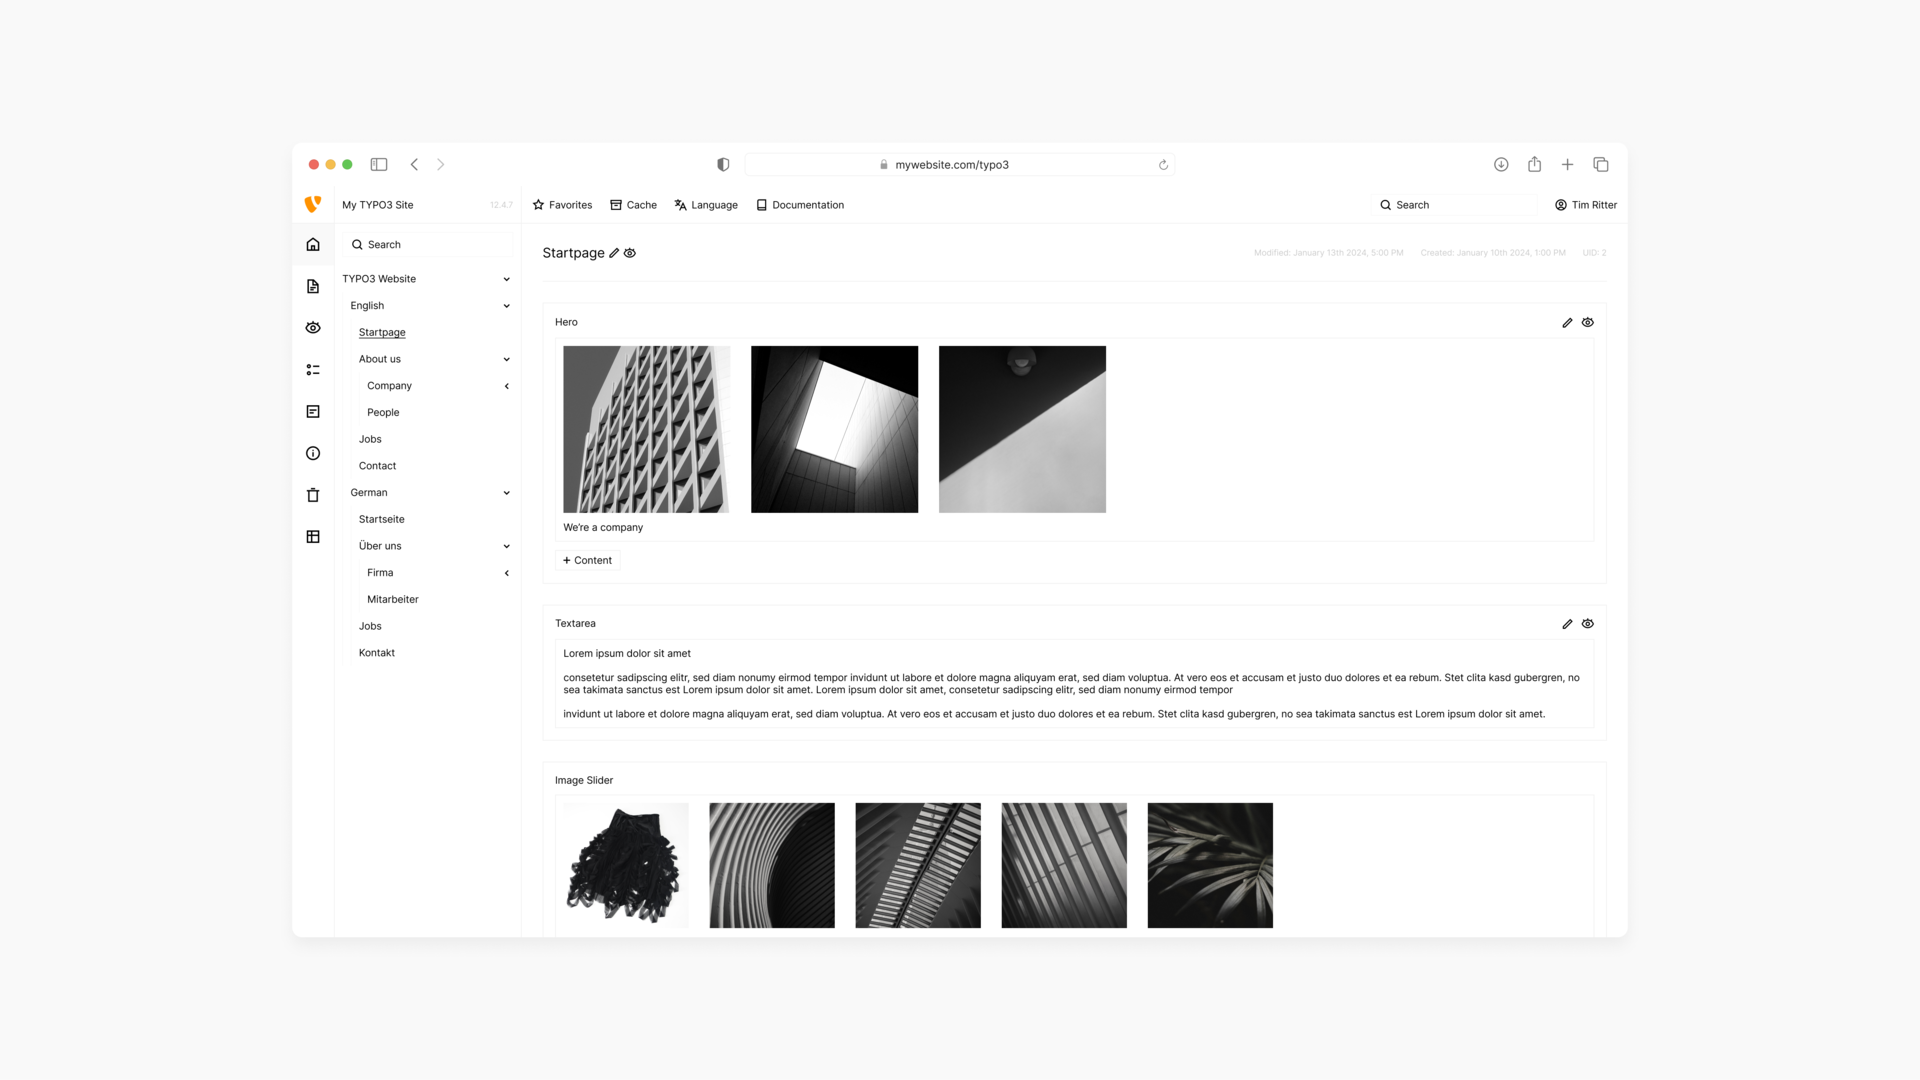 mywebsite.com/typo3
My TYPO3 Site
12.4.7
Favorites
Cache
Language
Documentation
Search
Tim Ritter
Search
TYPO3 Website
English
Startpage
About us
Company
People
Jobs
Contact
German
Startseite
Über uns
Firma
Mitarbeiter
Jobs
Kontakt
Startpage
Modified: January 13th 2024, 5:00 PM
Created: January 10th 2024, 1:00 PM
UID: 2
Hero
We're a company
+ Content
Textarea
Lorem ipsum dolor sit amet
consetetur sadipscing elitr, sed diam nonumy eirmod tempor invidunt ut labore et dolore magna aliquyam erat, sed diam voluptua. At vero eos et accusam et justo duo dolores et ea rebum. Stet clita kasd gubergren, no
sea takimata sanctus est Lorem ipsum dolor sit amet. Lorem ipsum dolor sit amet, consetetur sadipscing elitr, sed diam nonumy eirmod tempor
invidunt ut labore et dolore magna aliquyam erat, sed diam voluptua. At vero eos et accusam et justo duo dolores et ea rebum. Stet clita kasd gubergren, no sea takimata sanctus est Lorem ipsum dolor sit amet.
Image Slider